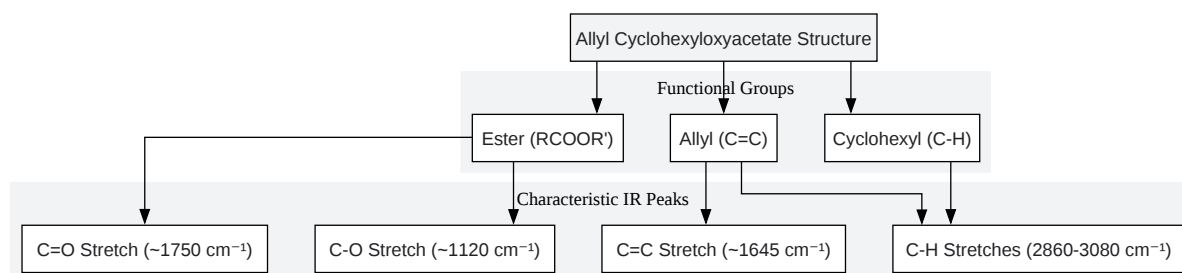 Allyl Cyclohexyloxyacetate Structure
Functional Groups
Ester (RCOOR')
Allyl (C=C)
Cyclohexyl (C-H)
Characteristic IR Peaks
C=O Stretch (~1750 cm⁻¹)
C-O Stretch (~1120 cm⁻¹)
C=C Stretch (~1645 cm⁻¹)
C-H Stretches (2860-3080 cm⁻¹)